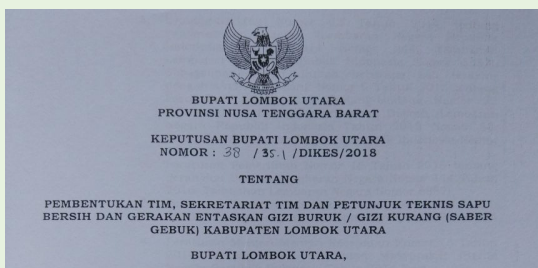 BUPATI LOMBOK UTARA
PROVINSI NUSA TENGGARA BARAT
KEPUTUSAN BUPATI LOMBOK UTARA
NOMOR : 38 / 35.1 /DIKES/2018
TENTANG
PEMBENTUKAN TIM, SEKRETARIAT TIM DAN PETUNJUK TEKNIS SAPU
BERSIH DAN GERAKAN ENTASKAN GIZI BURUK / GIZI KURANG (SABER
GEBUK) KABUPATEN LOMBOK UTARA
BUPATI LOMBOK UTARA,